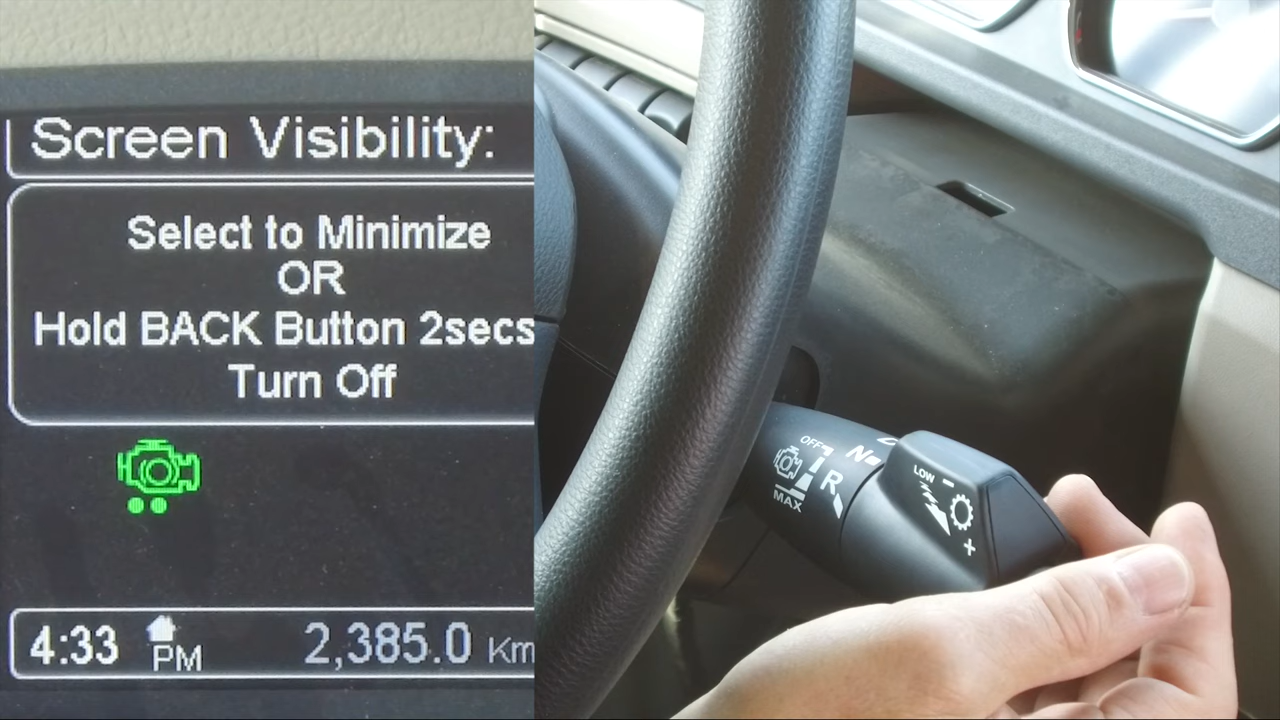 Screen Visibility:
Select to Minimize
OR
Hold BACK Button 2secs
Turn Off
4:33 PM
2,385.0 Km
OFF
N
R
MAX
LOW
-
+